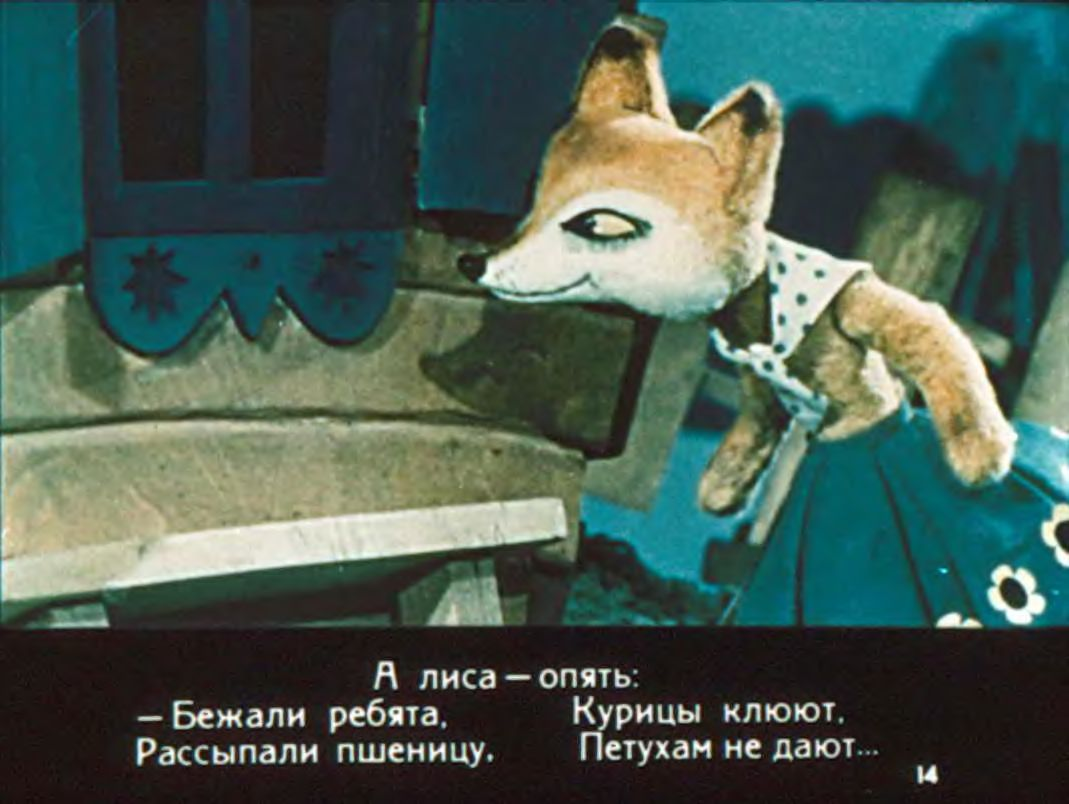 А лиса — опять:
— Бежали ребята,
Рассыпали пшеницу,
Курицы клюют,
Петухам не дают...
14